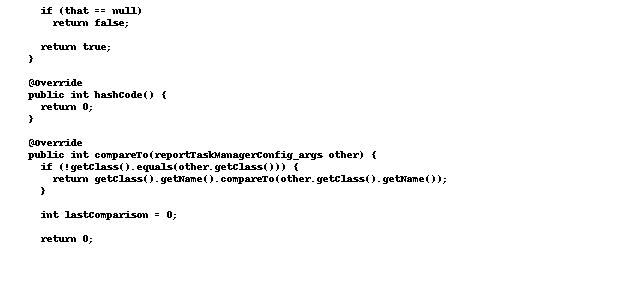 if (that == null)
return false;
return true;
}
@Override
public int hashCode() {
return 0;
}
@Override
public int compareTo(reportTaskManagerConfig_args other) {
if (!getClass().equals(other.getClass())) {
return getClass().getName().compareTo(other.getClass().getName());
}
int lastComparison = 0;
return 0;